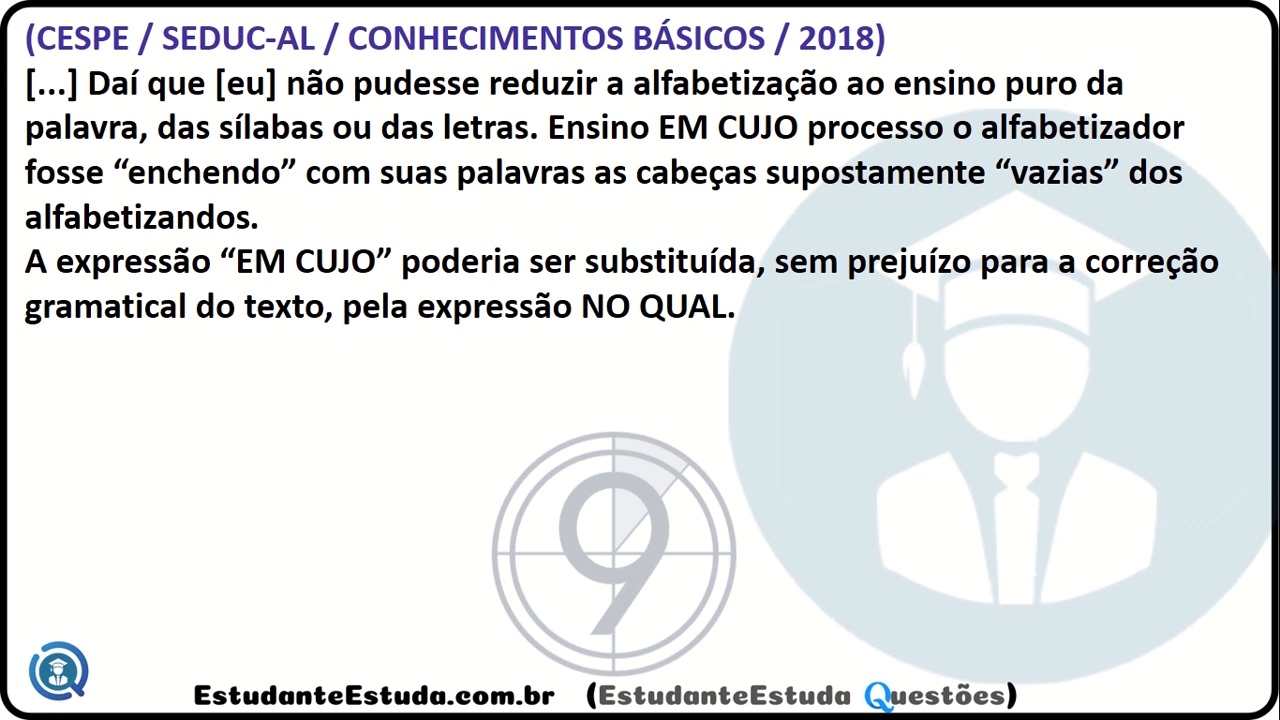 (CESPE / SEDUC-AL / CONHECIMENTOS BÁSICOS / 2018)
[...] Daí que [eu] não pudesse reduzir a alfabetização ao ensino puro da
palavra, das sílabas ou das letras. Ensino EM CUJO processo o alfabetizador
fosse “enchendo” com suas palavras as cabeças supostamente “vazias” dos
alfabetizandos.
A expressão “EM CUJO” poderia ser substituída, sem prejuízo para a correção
gramatical do texto, pela expressão NO QUAL.
9
EstudanteEstuda.com.br (EstudanteEstuda Questões)